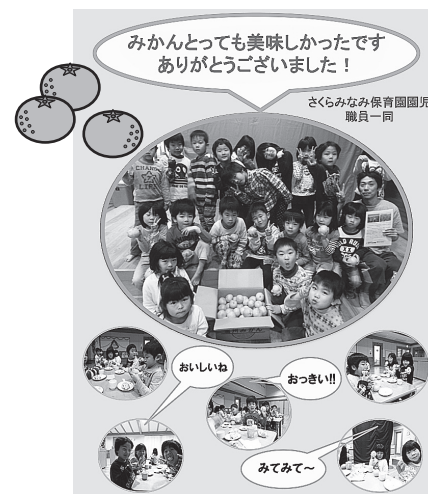 みかんとっても美味しかったです
ありがとうございました！
さくらみなみ保育園園児
職員一同
おいしいね
おっきい!!
みてみて～